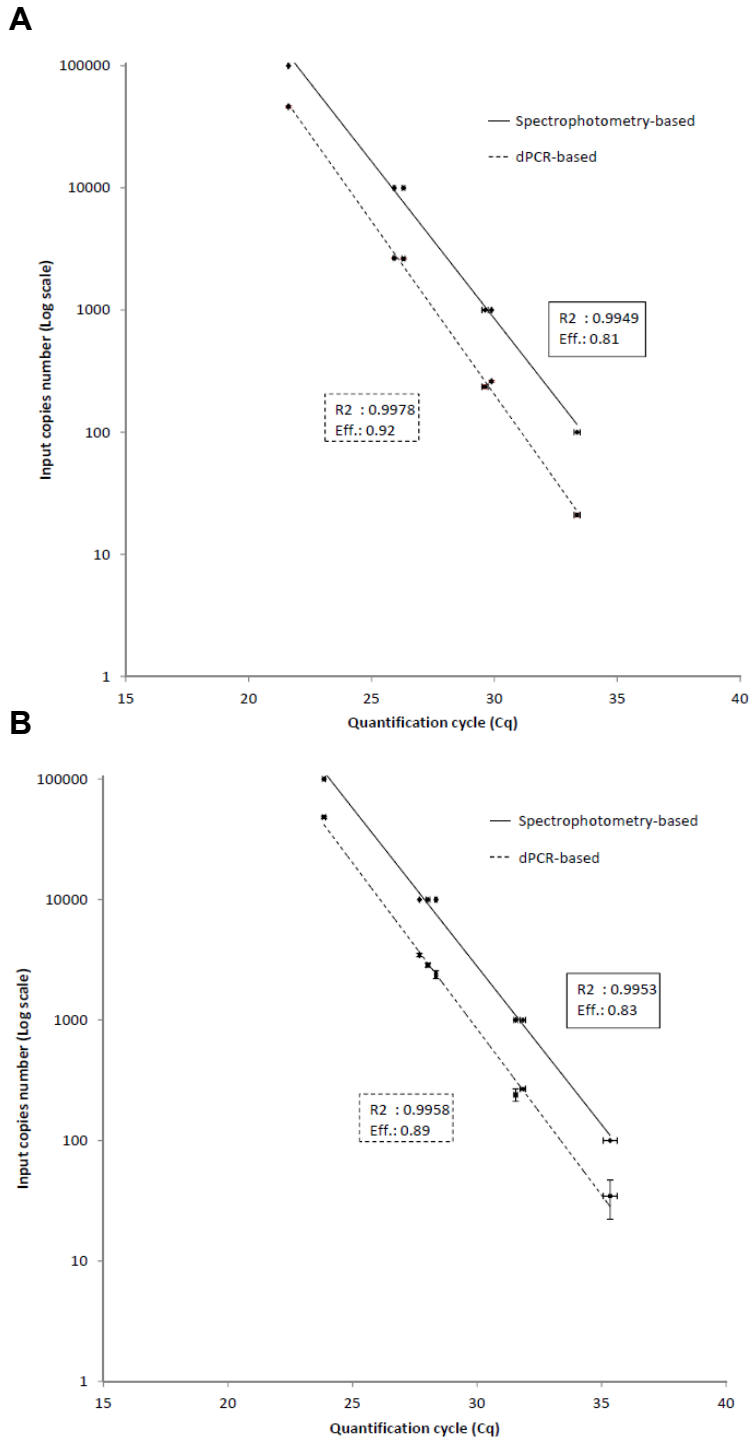 A
100000
10000
1000
100
10
1
Input copies number (Log scale)
Spectrophotometry-based
dPCR-based
R2 : 0.9949
Eff.: 0.81
R2 : 0.9978
Eff.: 0.92
15 20 25 30 35 40
Quantification cycle (Cq)
B
100000
10000
1000
100
10
1
Input copies number (Log scale)
Spectrophotometry-based
dPCR-based
R2 : 0.9953
Eff.: 0.83
R2 : 0.9958
Eff.: 0.89
15 20 25 30 35 40
Quantification cycle (Cq)